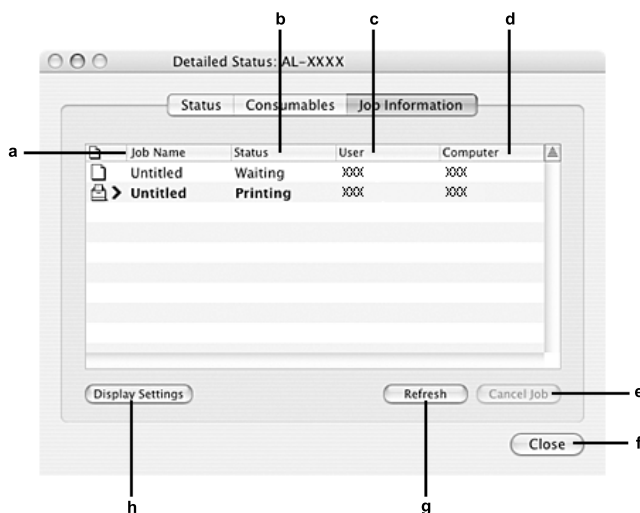 b c d
Detailed Status: AL-XXXX
Status Consumables Job Information
a Job Name Status User Computer
Untitled Waiting XXX XXX
Untitled Printing XXX XXX
Display Settings Refresh Cancel Job e
Close f
h g